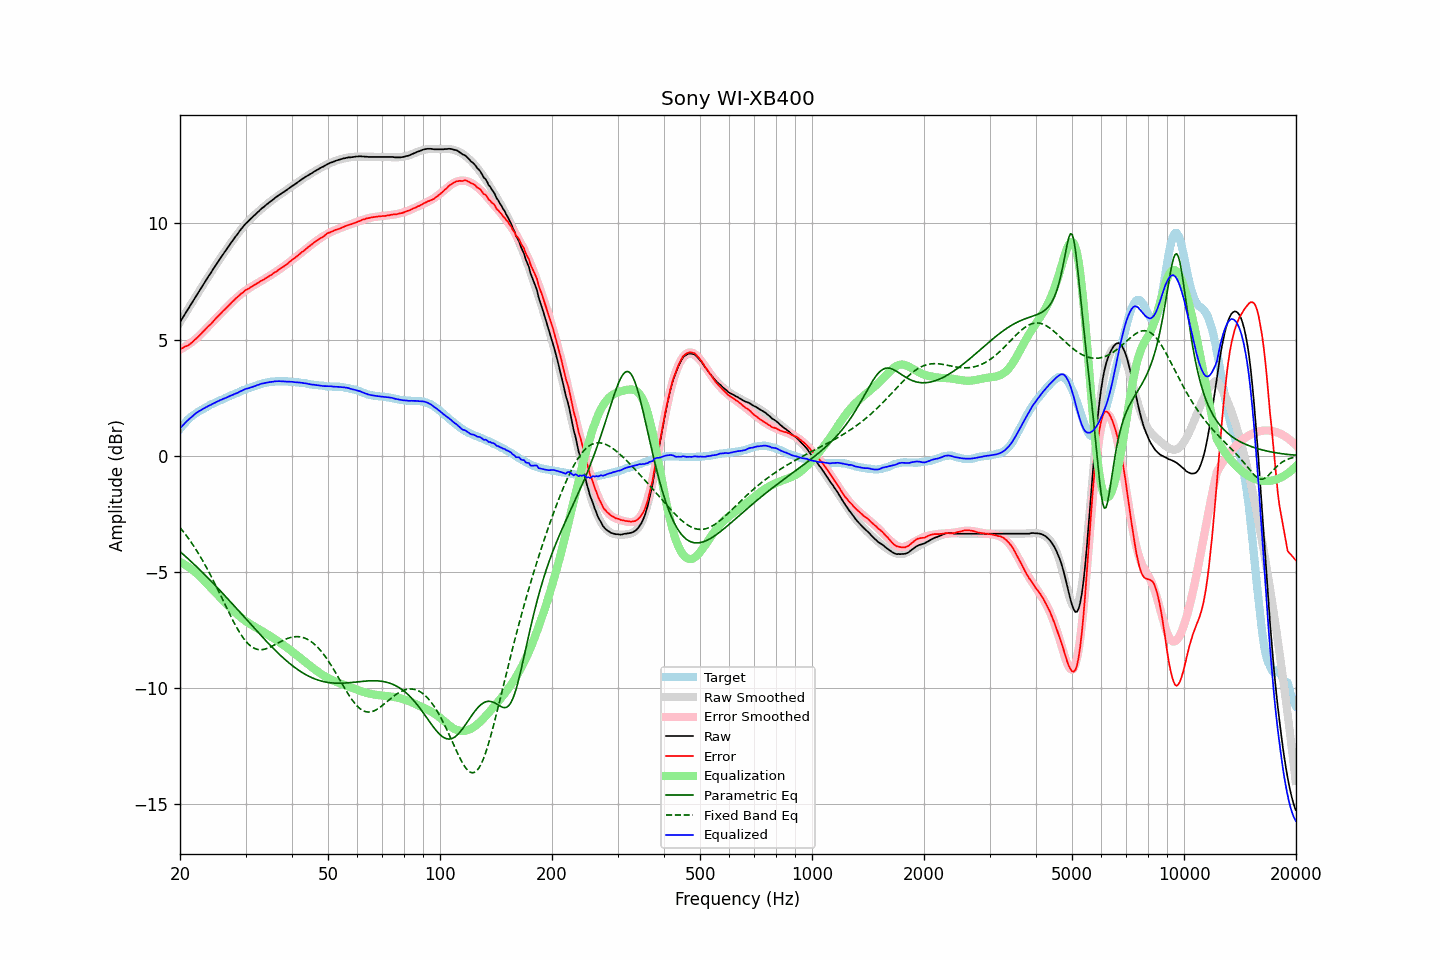 Sony WI-XB400
Amplitude (dBr)
10
5
0
−5
−10
−15
Target
Raw Smoothed
Error Smoothed
Raw
Error
Equalization
Parametric Eq
Fixed Band Eq
Equalized
20
50
100
200
500
1000
2000
5000
10000
20000
Frequency (Hz)